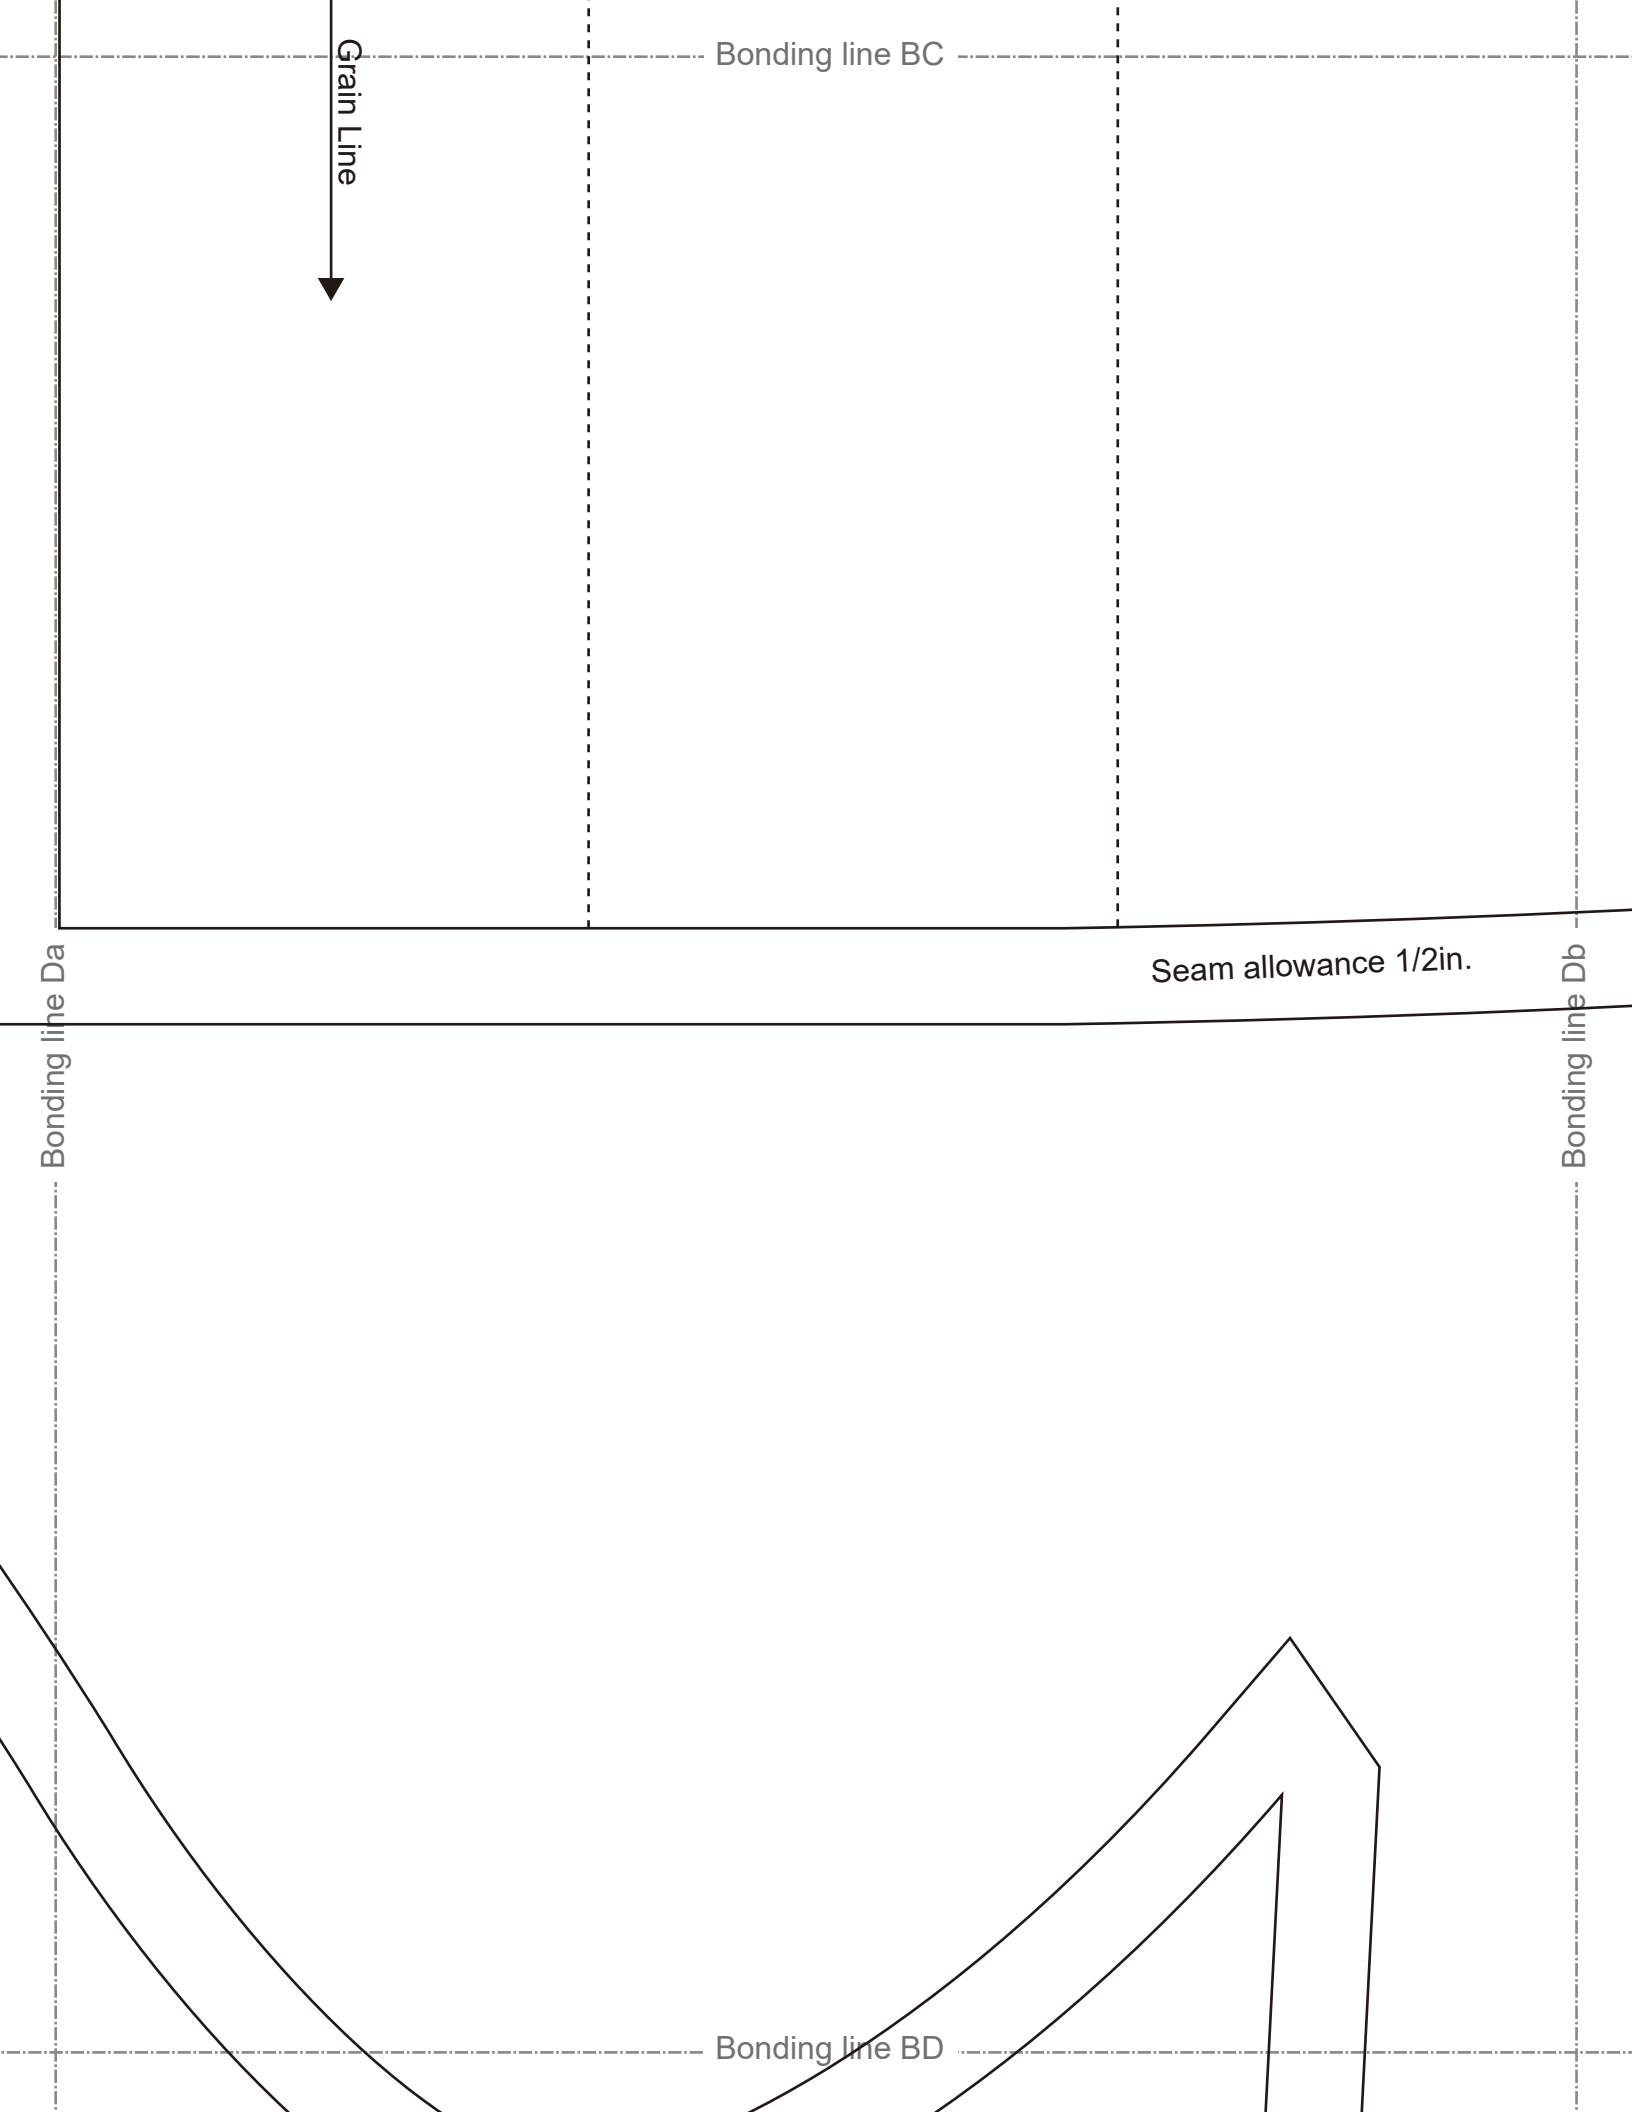 Bonding line BC
Grain Line
Seam allowance 1/2in.
Bonding line Da
Bonding line Db
Bonding line BD